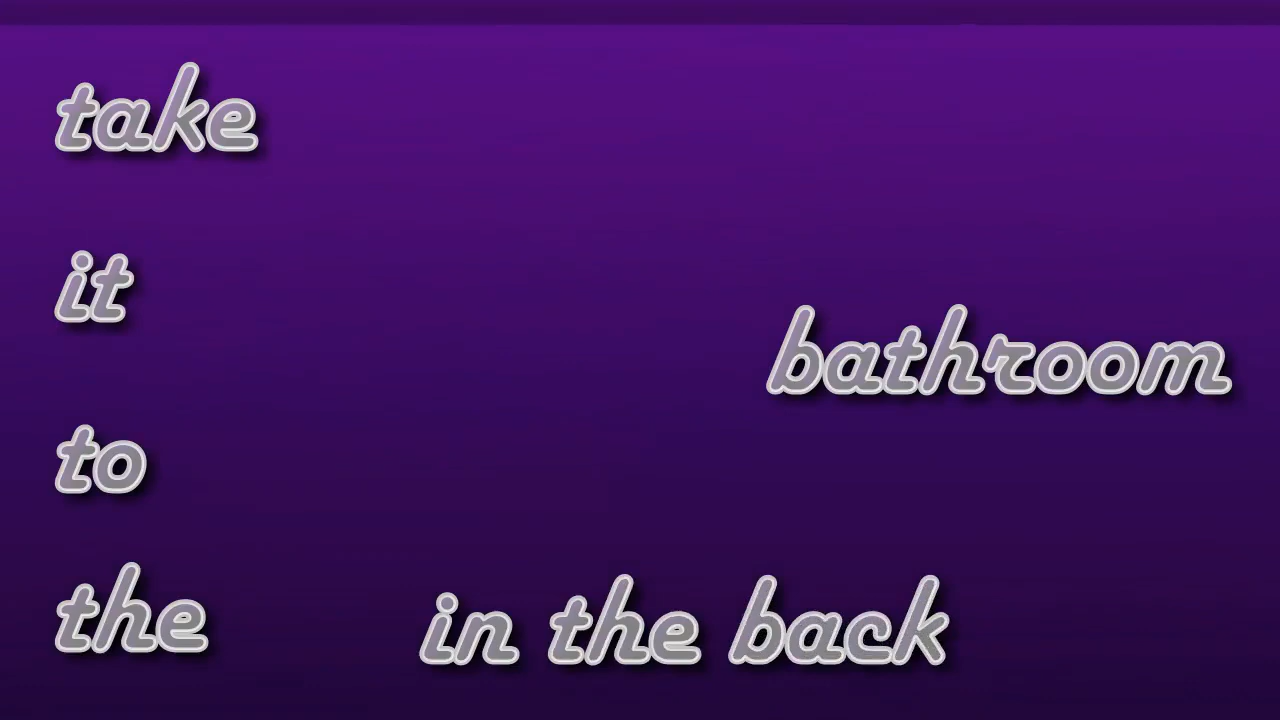 take
it
to
the
bathroom
in the back